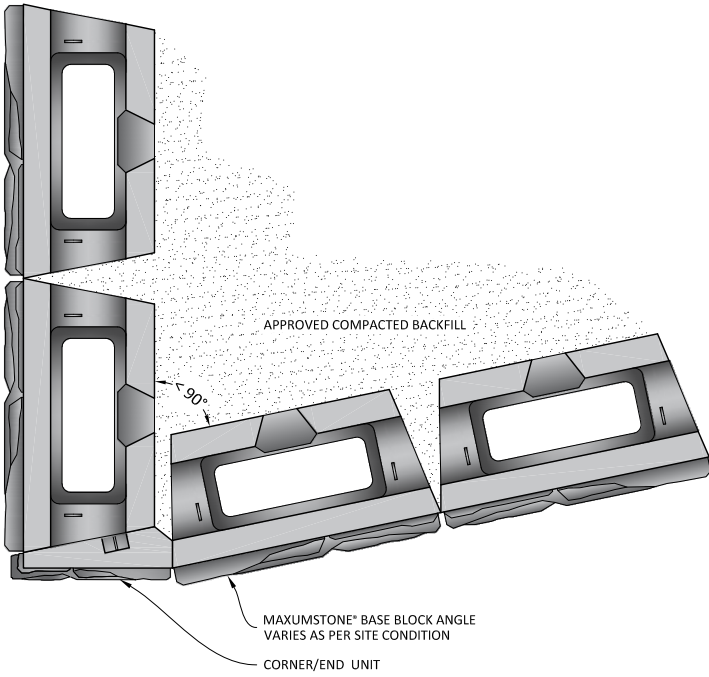 APPROVED COMPACTED BACKFILL
< 90°
MAXUMSTONE® BASE BLOCK ANGLE
VARIES AS PER SITE CONDITION
CORNER/END UNIT